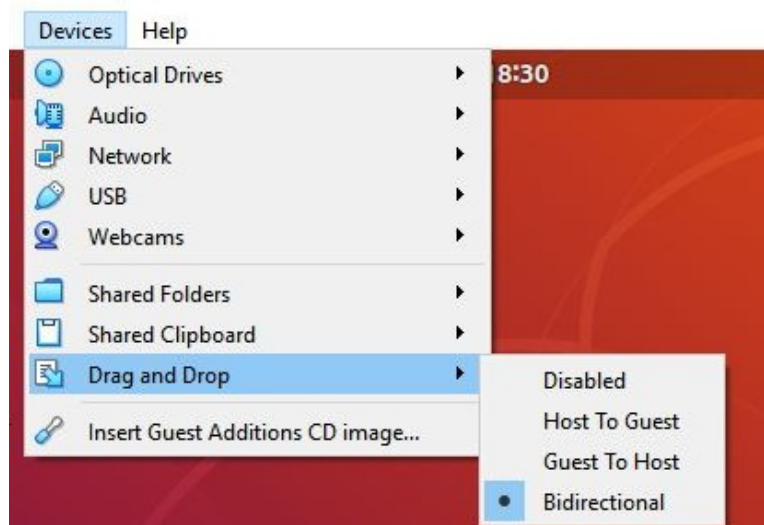 Devices Help
Optical Drives
8:30
Audio
Network
USB
Webcams
Shared Folders
Shared Clipboard
Drag and Drop
Disabled
Insert Guest Additions CD image...
Host To Guest
Guest To Host
Bidirectional